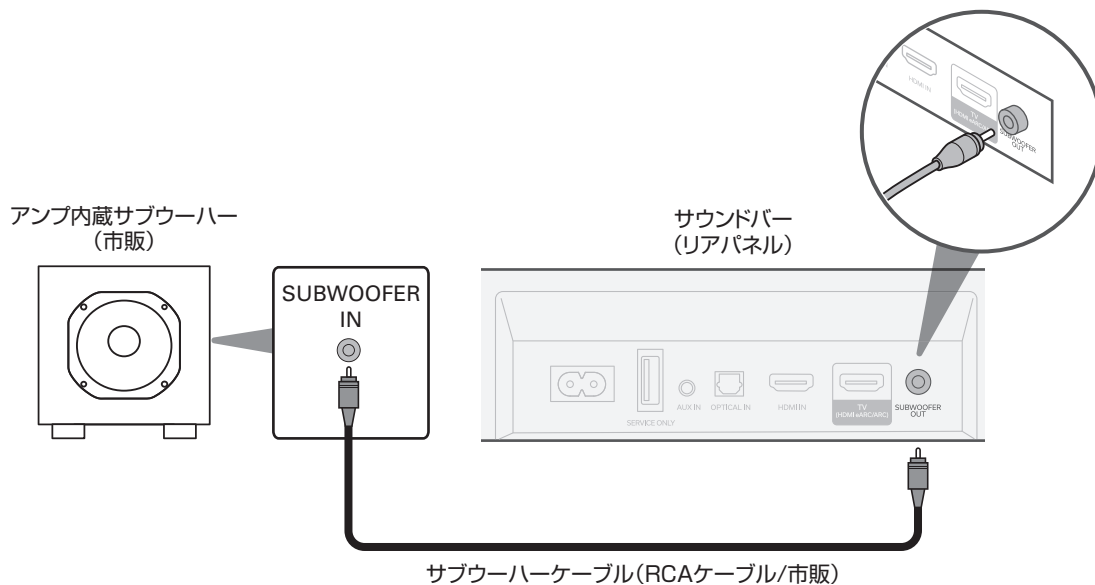 HDMI IN
TV
(HDMI eARC/
SUBWOOFER
OUT
アンプ内蔵サブウーハー
（市販）
サウンドバー
（リアパネル）
SUBWOOFER
IN
SERVICE ONLY
AUX IN
OPTICAL IN
HDMI IN
TV
(HDMI eARC/ARC)
SUBWOOFER
OUT
サブウーハーケーブル（RCAケーブル/市販）